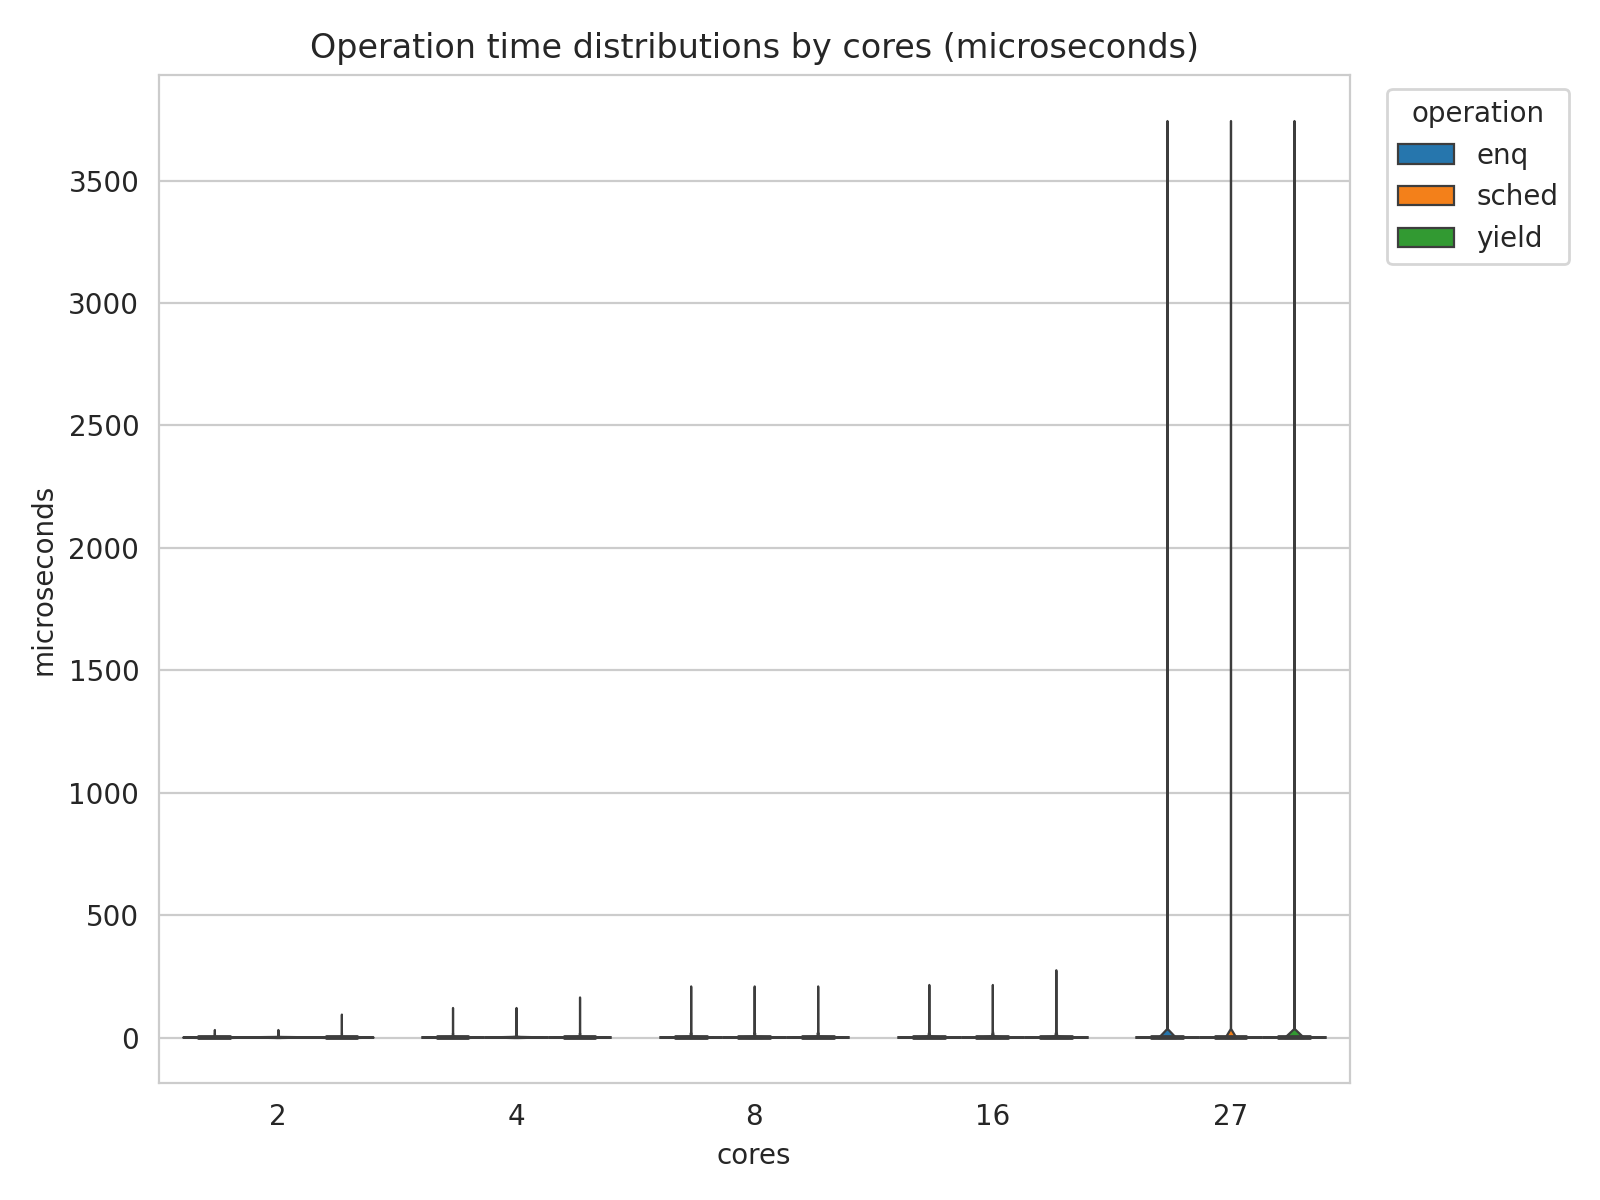 Operation time distributions by cores (microseconds)
operation
enq
sched
yield
3500
3000
2500
2000
1500
1000
500
0
microseconds
2 4 8 16 27
cores